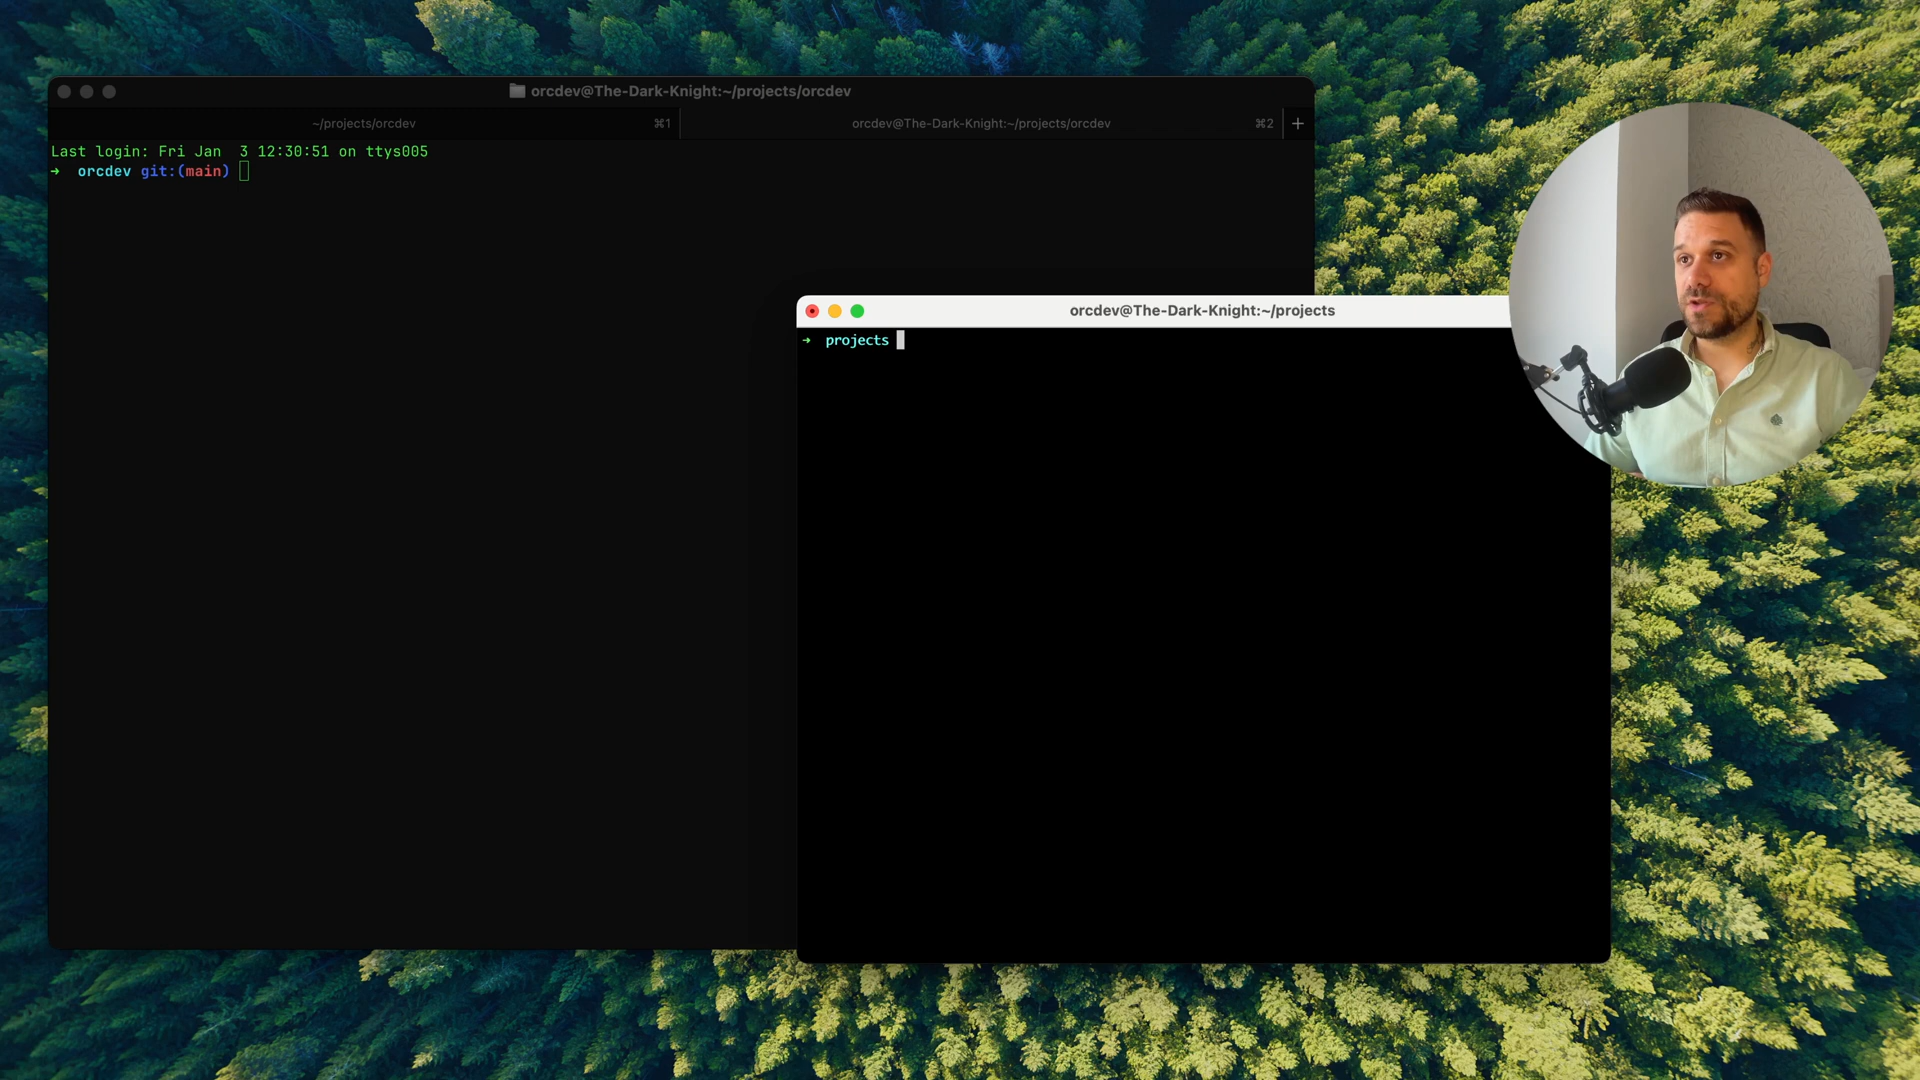 orcdev@The-Dark-Knight:~/projects/orcdev
~/projects/orcdev ⌘1 orcdev@The-Dark-Knight:~/projects/orcdev ⌘2 +
Last login: Fri Jan  3 12:30:51 on ttys005
➜  orcdev git:(main)
orcdev@The-Dark-Knight:~/projects
➜  projects